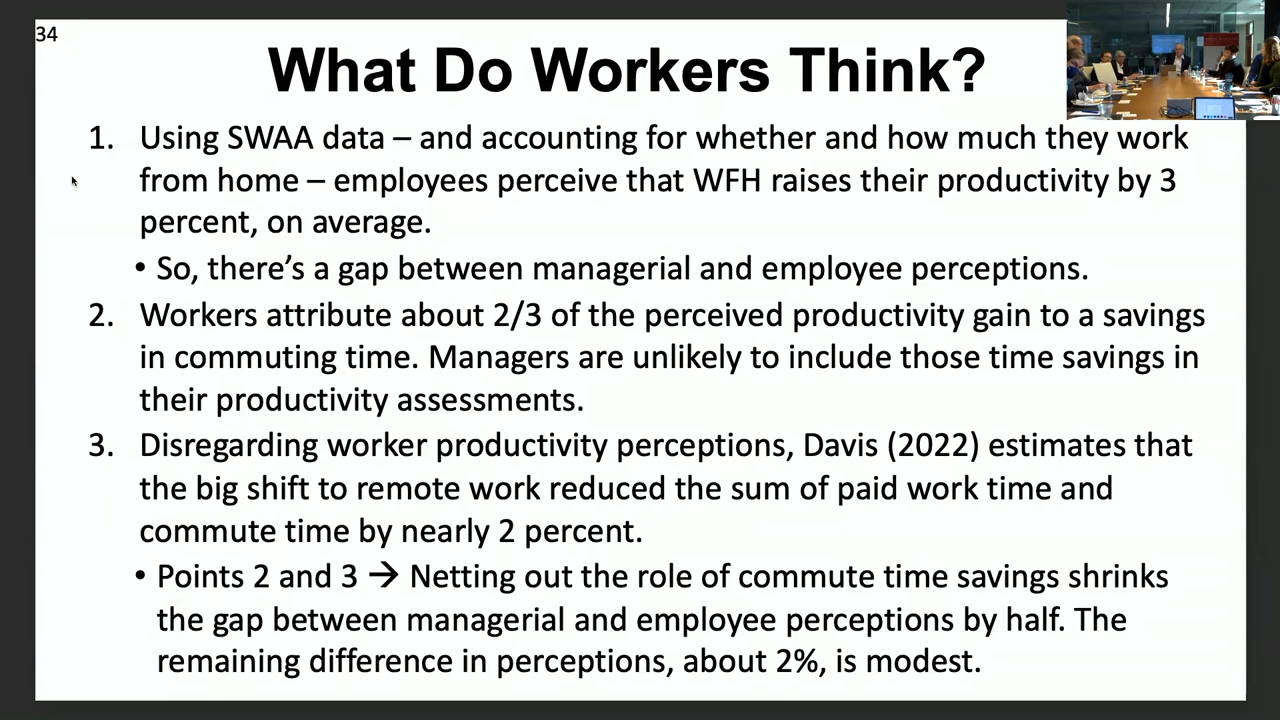 34
What Do Workers Think?
1. Using SWAA data – and accounting for whether and how much they work
from home – employees perceive that WFH raises their productivity by 3
percent, on average.
• So, there's a gap between managerial and employee perceptions.
2. Workers attribute about 2/3 of the perceived productivity gain to a savings
in commuting time. Managers are unlikely to include those time savings in
their productivity assessments.
3. Disregarding worker productivity perceptions, Davis (2022) estimates that
the big shift to remote work reduced the sum of paid work time and
commute time by nearly 2 percent.
• Points 2 and 3 → Netting out the role of commute time savings shrinks
the gap between managerial and employee perceptions by half. The
remaining difference in perceptions, about 2%, is modest.